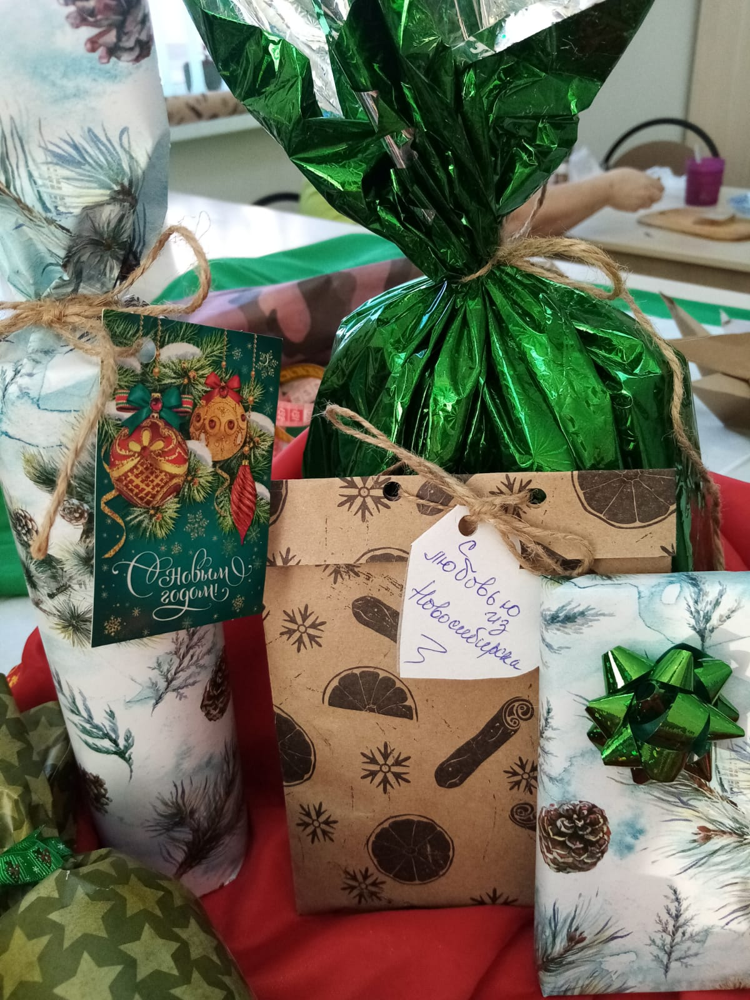 С Новым
годом!
С
любовью
из
Новосибирска